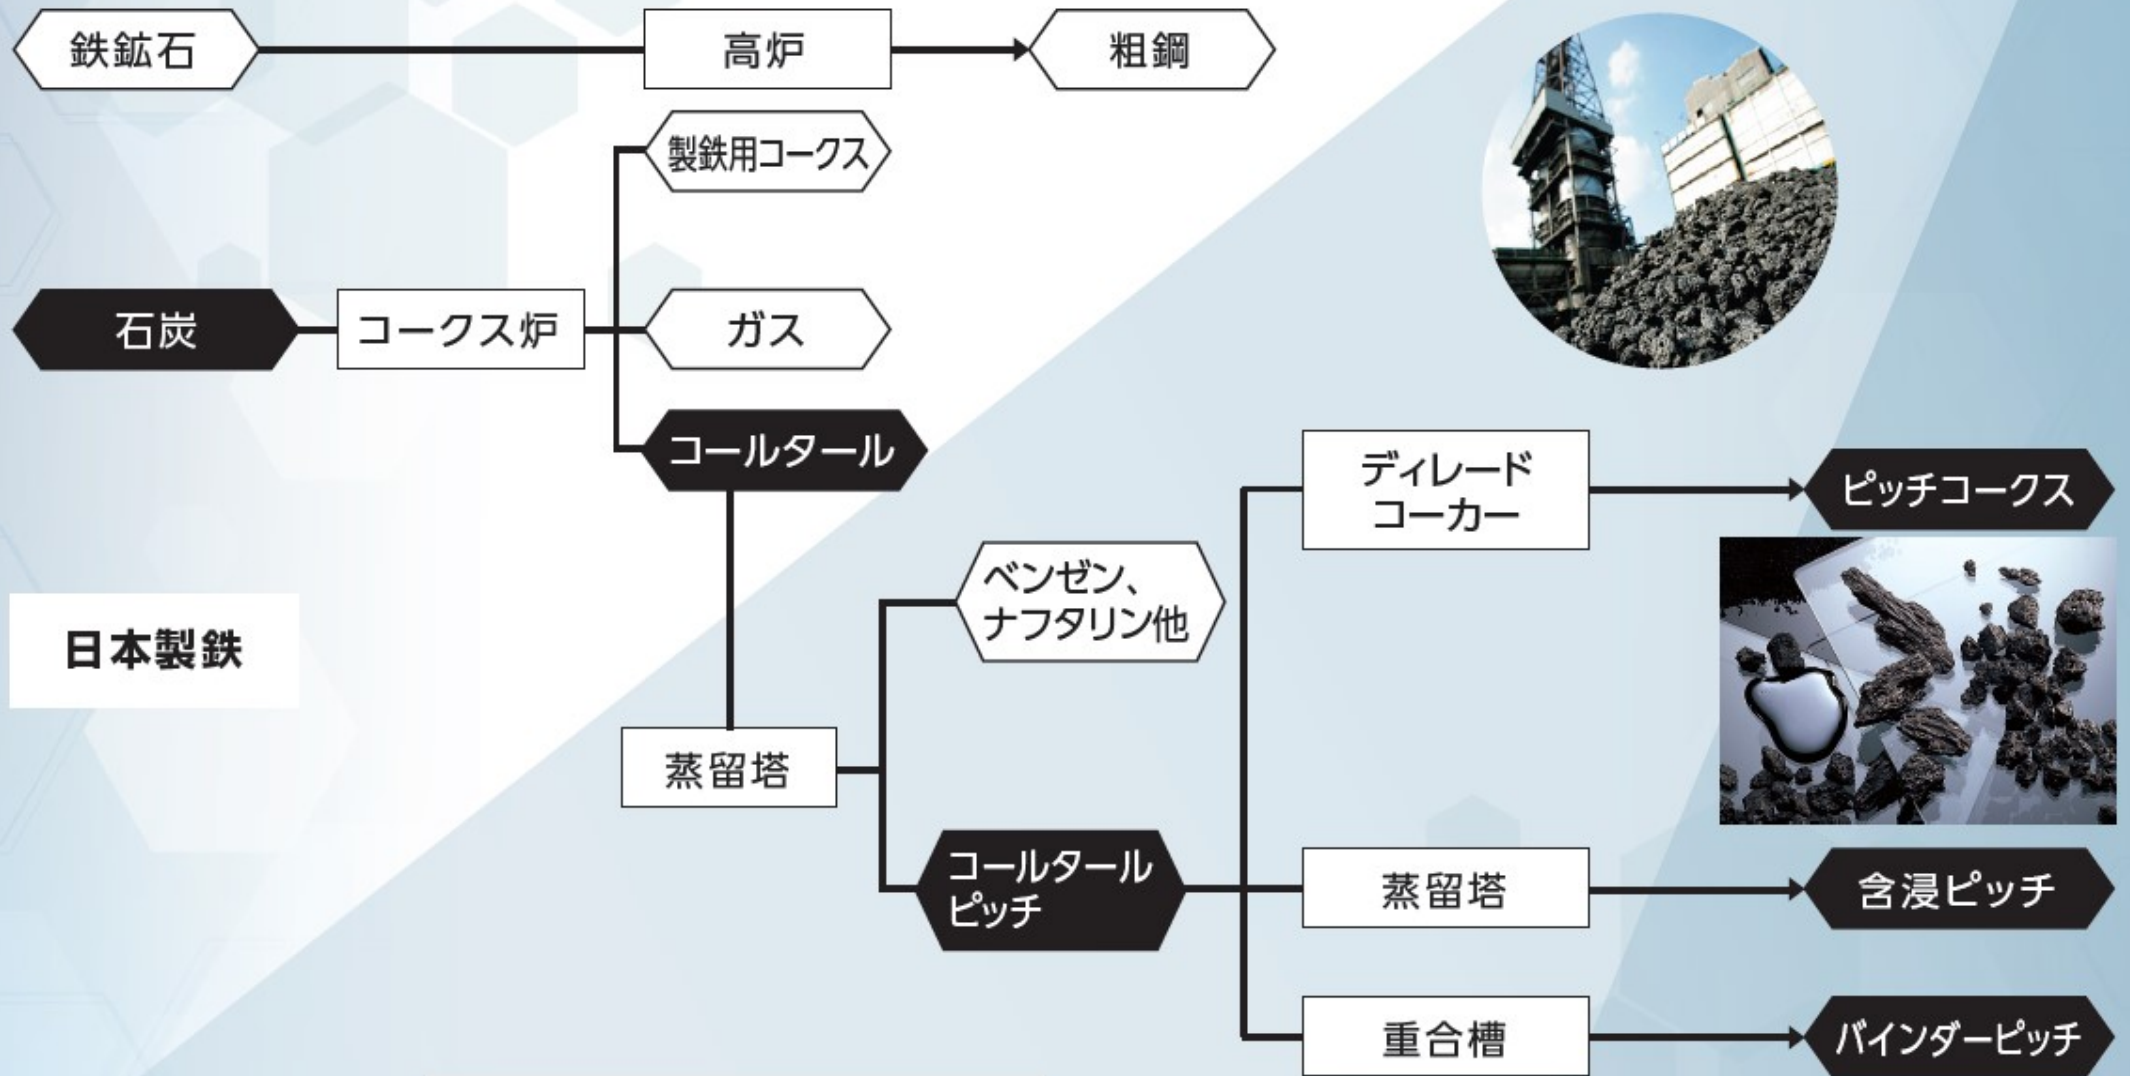 鉄鉱石
高炉
粗鋼
製鉄用コークス
石炭
コークス炉
ガス
コールタール
ディレード
コーカー
ピッチコークス
ベンゼン、
ナフタリン他
日本製鉄
蒸留塔
コールタール
ピッチ
蒸留塔
含浸ピッチ
重合槽
バインダーピッチ